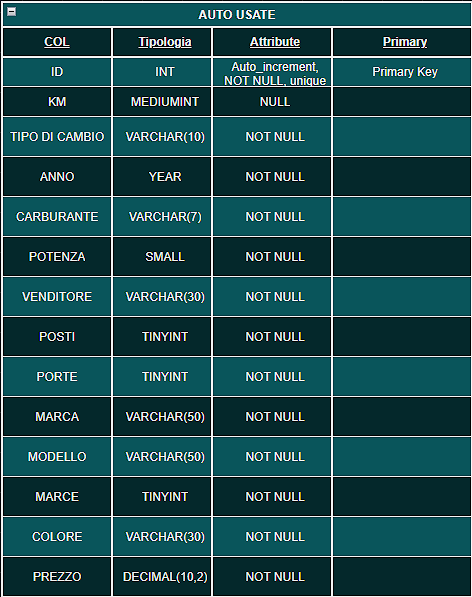 AUTO USATE
COL Tipologia Attribute Primary
ID INT Auto_increment, NOT NULL, unique Primary Key
KM MEDIUMINT NULL
TIPO DI CAMBIO VARCHAR(10) NOT NULL
ANNO YEAR NOT NULL
CARBURANTE VARCHAR(7) NOT NULL
POTENZA SMALL NOT NULL
VENDITORE VARCHAR(30) NOT NULL
POSTI TINYINT NOT NULL
PORTE TINYINT NOT NULL
MARCA VARCHAR(50) NOT NULL
MODELLO VARCHAR(50) NOT NULL
MARCE TINYINT NOT NULL
COLORE VARCHAR(30) NOT NULL
PREZZO DECIMAL(10,2) NOT NULL